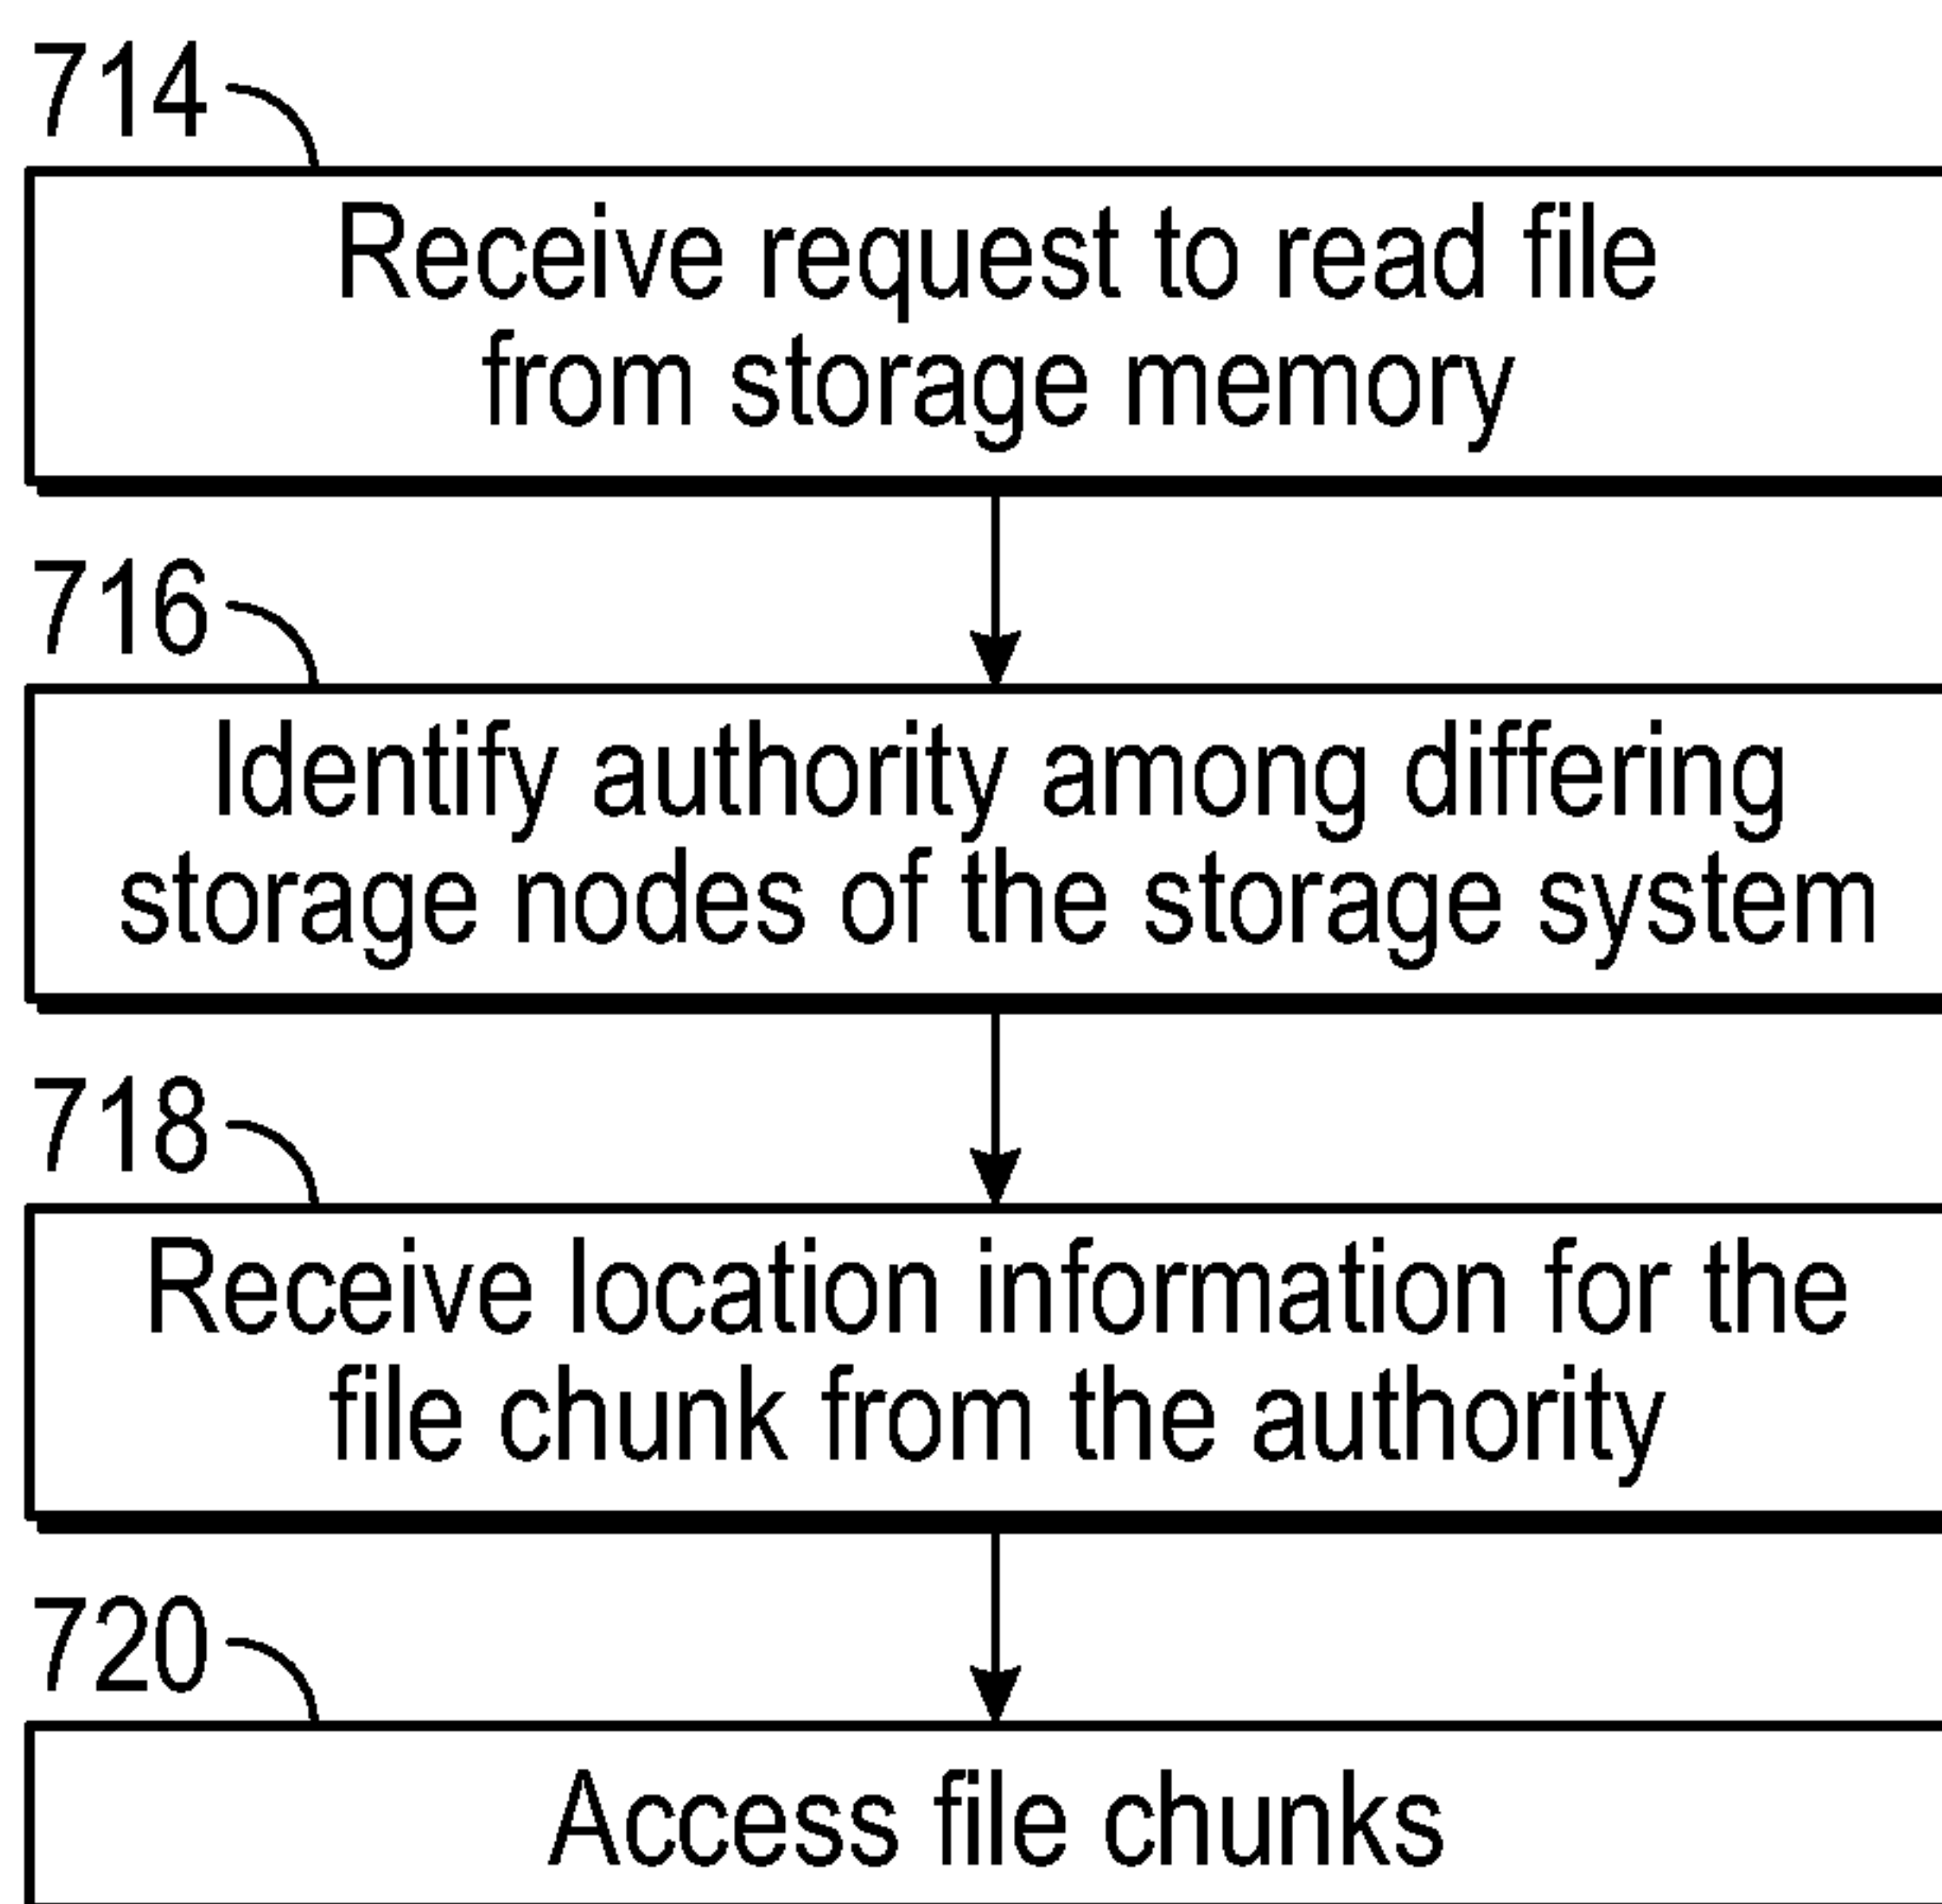 714
Receive request to read file
from storage memory
716
Identify authority among differing
storage nodes of the storage system
718
Receive location information for the
file chunk from the authority
720
Access file chunks